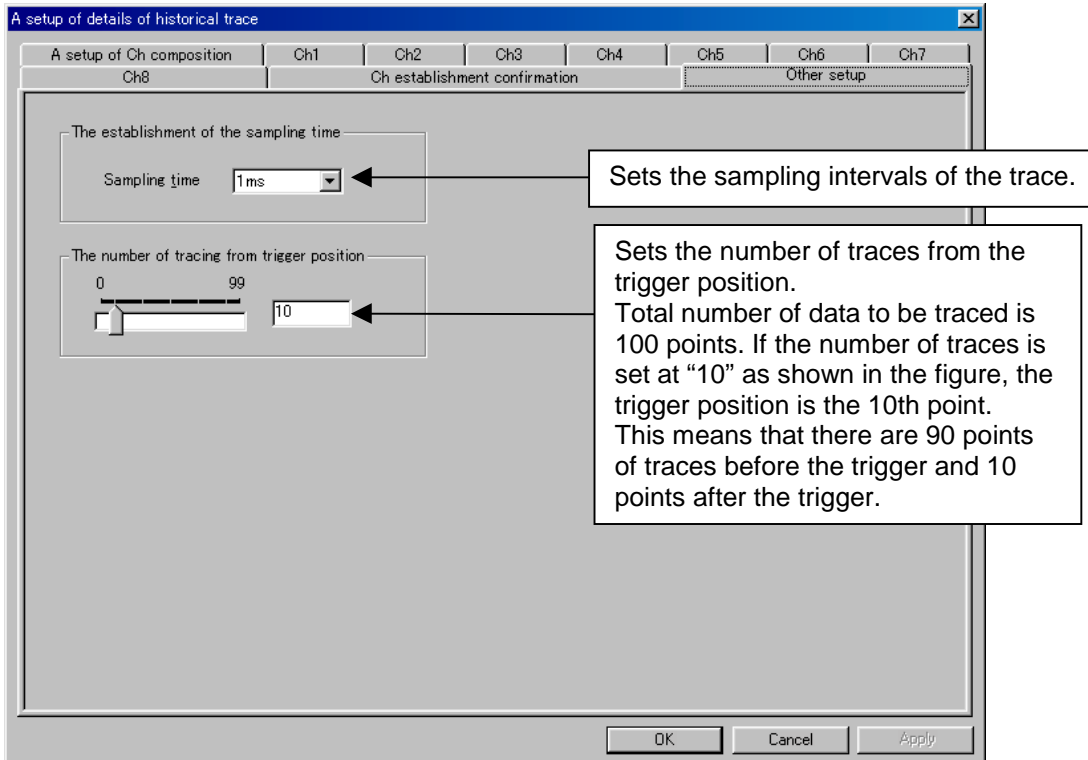 A setup of details of historical trace
A setup of Ch composition Ch1 Ch2 Ch3 Ch4 Ch5 Ch6 Ch7
Ch8 Ch establishment confirmation Other setup
The establishment of the sampling time
Sampling time 1ms
Sets the sampling intervals of the trace.
The number of tracing from trigger position
0 99
10
Sets the number of traces from the
trigger position.
Total number of data to be traced is
100 points. If the number of traces is
set at “10” as shown in the figure, the
trigger position is the 10th point.
This means that there are 90 points
of traces before the trigger and 10
points after the trigger.
OK Cancel Apply